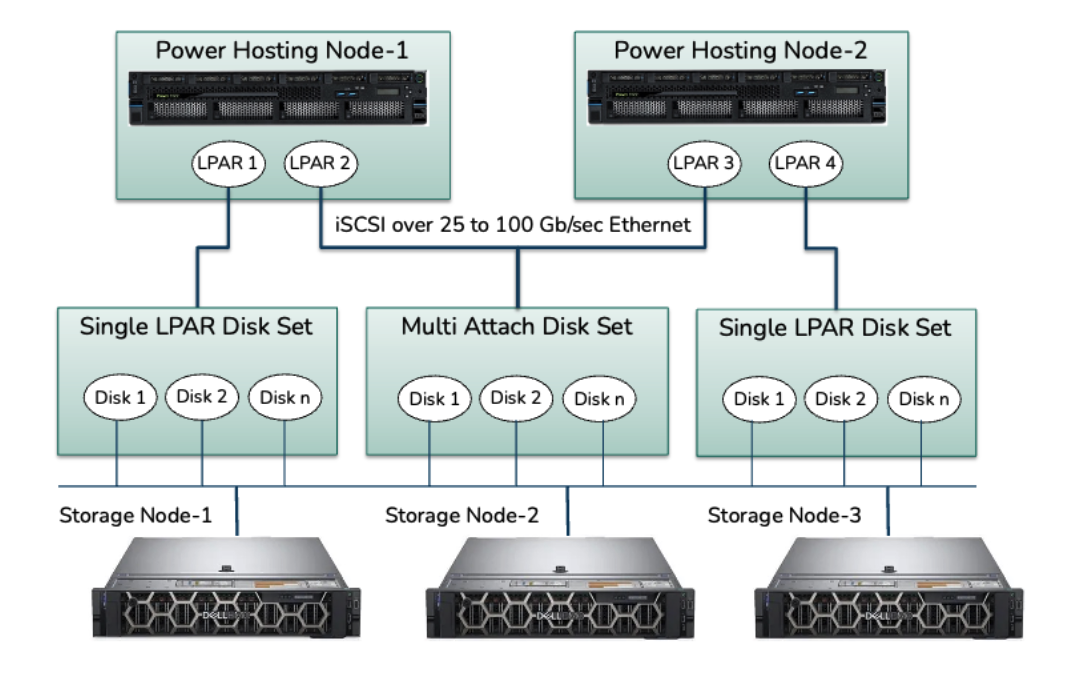 Power Hosting Node-1
Power Hosting Node-2
LPAR 1
LPAR 2
LPAR 3
LPAR 4
iSCSI over 25 to 100 Gb/sec Ethernet
Single LPAR Disk Set
Multi Attach Disk Set
Single LPAR Disk Set
Disk 1
Disk 2
Disk n
Disk 1
Disk 2
Disk n
Disk 1
Disk 2
Disk n
Storage Node-1
Storage Node-2
Storage Node-3